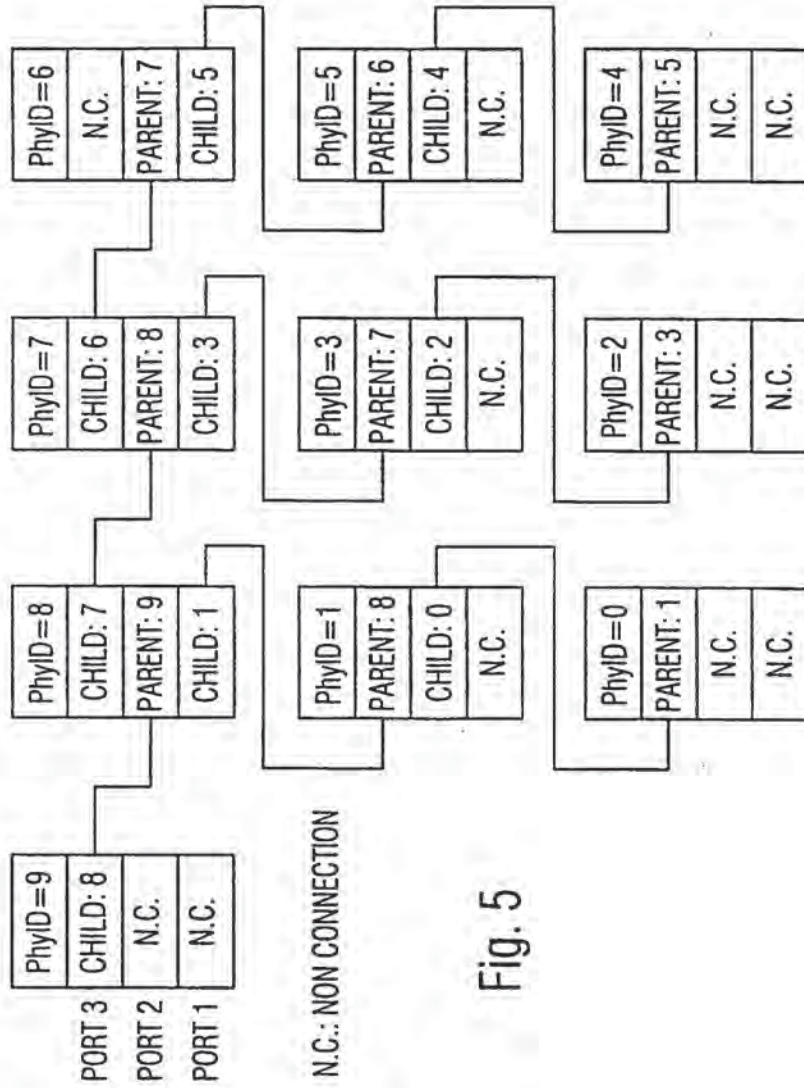 PhyID=9
PORT 3 CHILD: 8
PORT 2 N.C.
PORT 1 N.C.
PhyID=8
CHILD: 7
PARENT: 9
CHILD: 1
PhyID=7
CHILD: 6
PARENT: 8
CHILD: 3
PhyID=6
N.C.
PARENT: 7
CHILD: 5
PhyID=1
PARENT: 8
CHILD: 0
N.C.
PhyID=3
PARENT: 7
CHILD: 2
N.C.
PhyID=5
PARENT: 6
CHILD: 4
N.C.
PhyID=0
PARENT: 1
N.C.
N.C.
PhyID=2
PARENT: 3
N.C.
N.C.
PhyID=4
PARENT: 5
N.C.
N.C.
N.C.: NON CONNECTION
Fig. 5